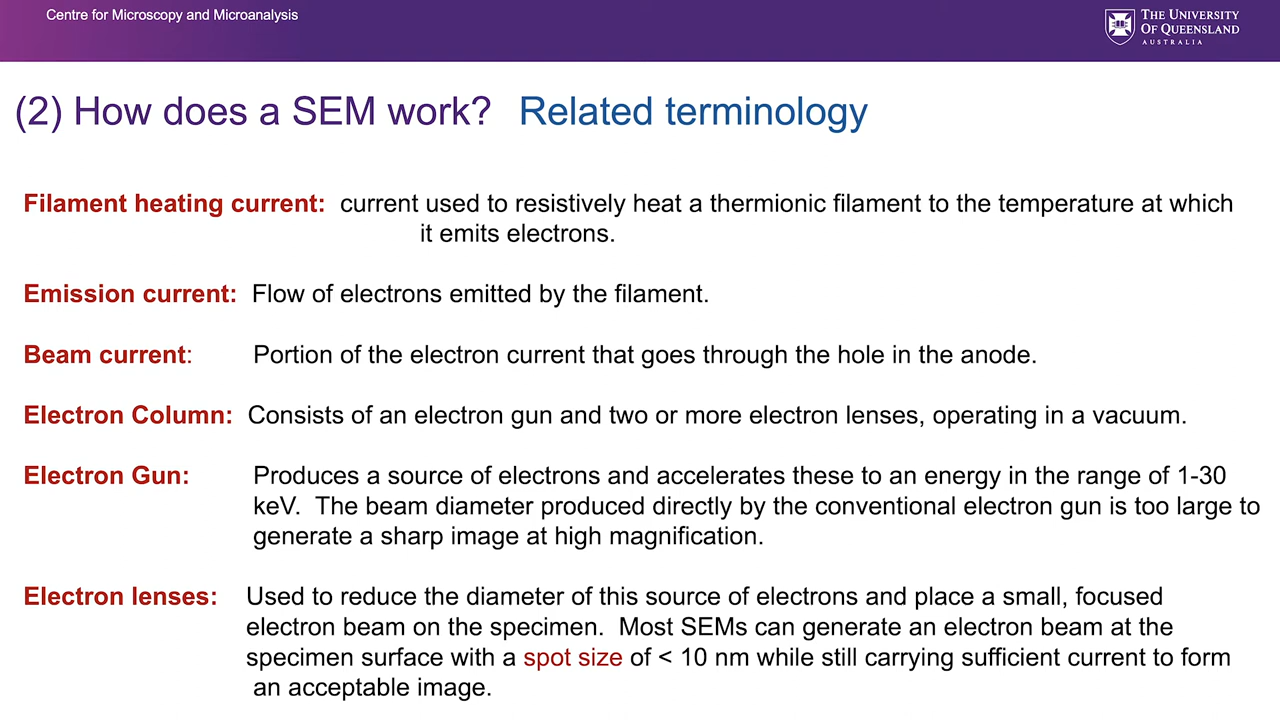 Centre for Microscopy and Microanalysis
THE UNIVERSITY
OF QUEENSLAND
AUSTRALIA
(2) How does a SEM work? Related terminology
Filament heating current: current used to resistively heat a thermionic filament to the temperature at which
it emits electrons.
Emission current: Flow of electrons emitted by the filament.
Beam current: Portion of the electron current that goes through the hole in the anode.
Electron Column: Consists of an electron gun and two or more electron lenses, operating in a vacuum.
Electron Gun: Produces a source of electrons and accelerates these to an energy in the range of 1-30
keV. The beam diameter produced directly by the conventional electron gun is too large to
generate a sharp image at high magnification.
Electron lenses: Used to reduce the diameter of this source of electrons and place a small, focused
electron beam on the specimen. Most SEMs can generate an electron beam at the
specimen surface with a spot size of < 10 nm while still carrying sufficient current to form
an acceptable image.